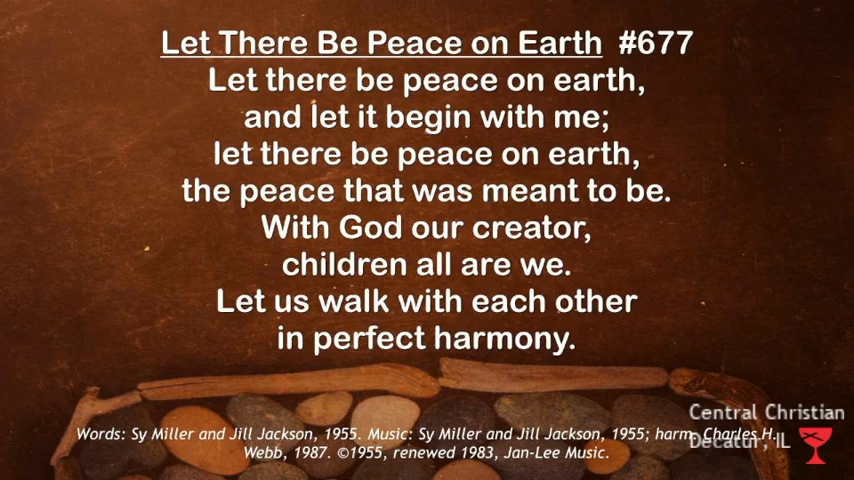 Let There Be Peace on Earth #677
Let there be peace on earth,
and let it begin with me;
let there be peace on earth,
the peace that was meant to be.
With God our creator,
children all are we.
Let us walk with each other
in perfect harmony.
Words: Sy Miller and Jill Jackson, 1955. Music: Sy Miller and Jill Jackson, 1955; harm. Charles H.
Webb, 1987. ©1955, renewed 1983, Jan-Lee Music.
Central Christian
Decatur, IL